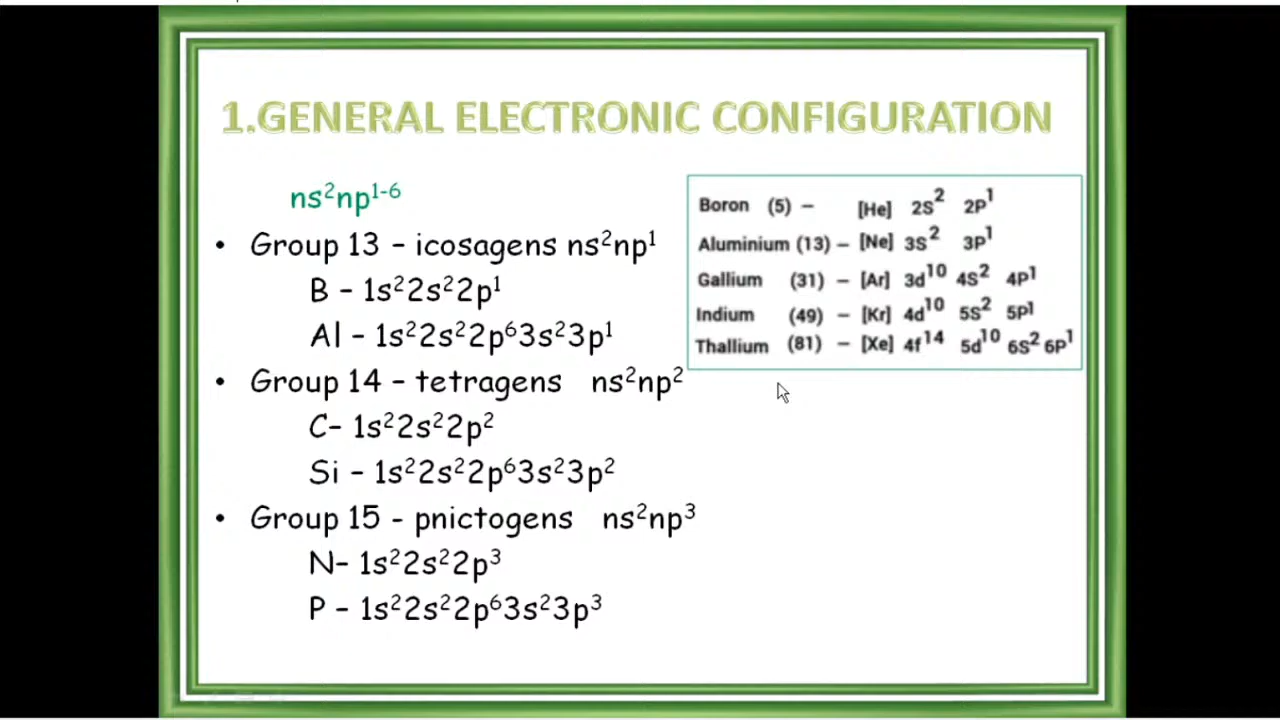 1.GENERAL ELECTRONIC CONFIGURATION
ns²np¹⁻⁶
• Group 13 – icosagens ns²np¹
B – 1s²2s²2p¹
Al – 1s²2s²2p⁶3s²3p¹
• Group 14 – tetragens ns²np²
C– 1s²2s²2p²
Si – 1s²2s²2p⁶3s²3p²
• Group 15 - pnictogens ns²np³
N– 1s²2s²2p³
P – 1s²2s²2p⁶3s²3p³
Boron (5) – [He] 2S² 2P¹
Aluminium (13) – [Ne] 3S² 3P¹
Gallium (31) – [Ar] 3d¹⁰ 4S² 4P¹
Indium (49) – [Kr] 4d¹⁰ 5S² 5P¹
Thallium (81) – [Xe] 4f¹⁴ 5d¹⁰ 6S² 6P¹